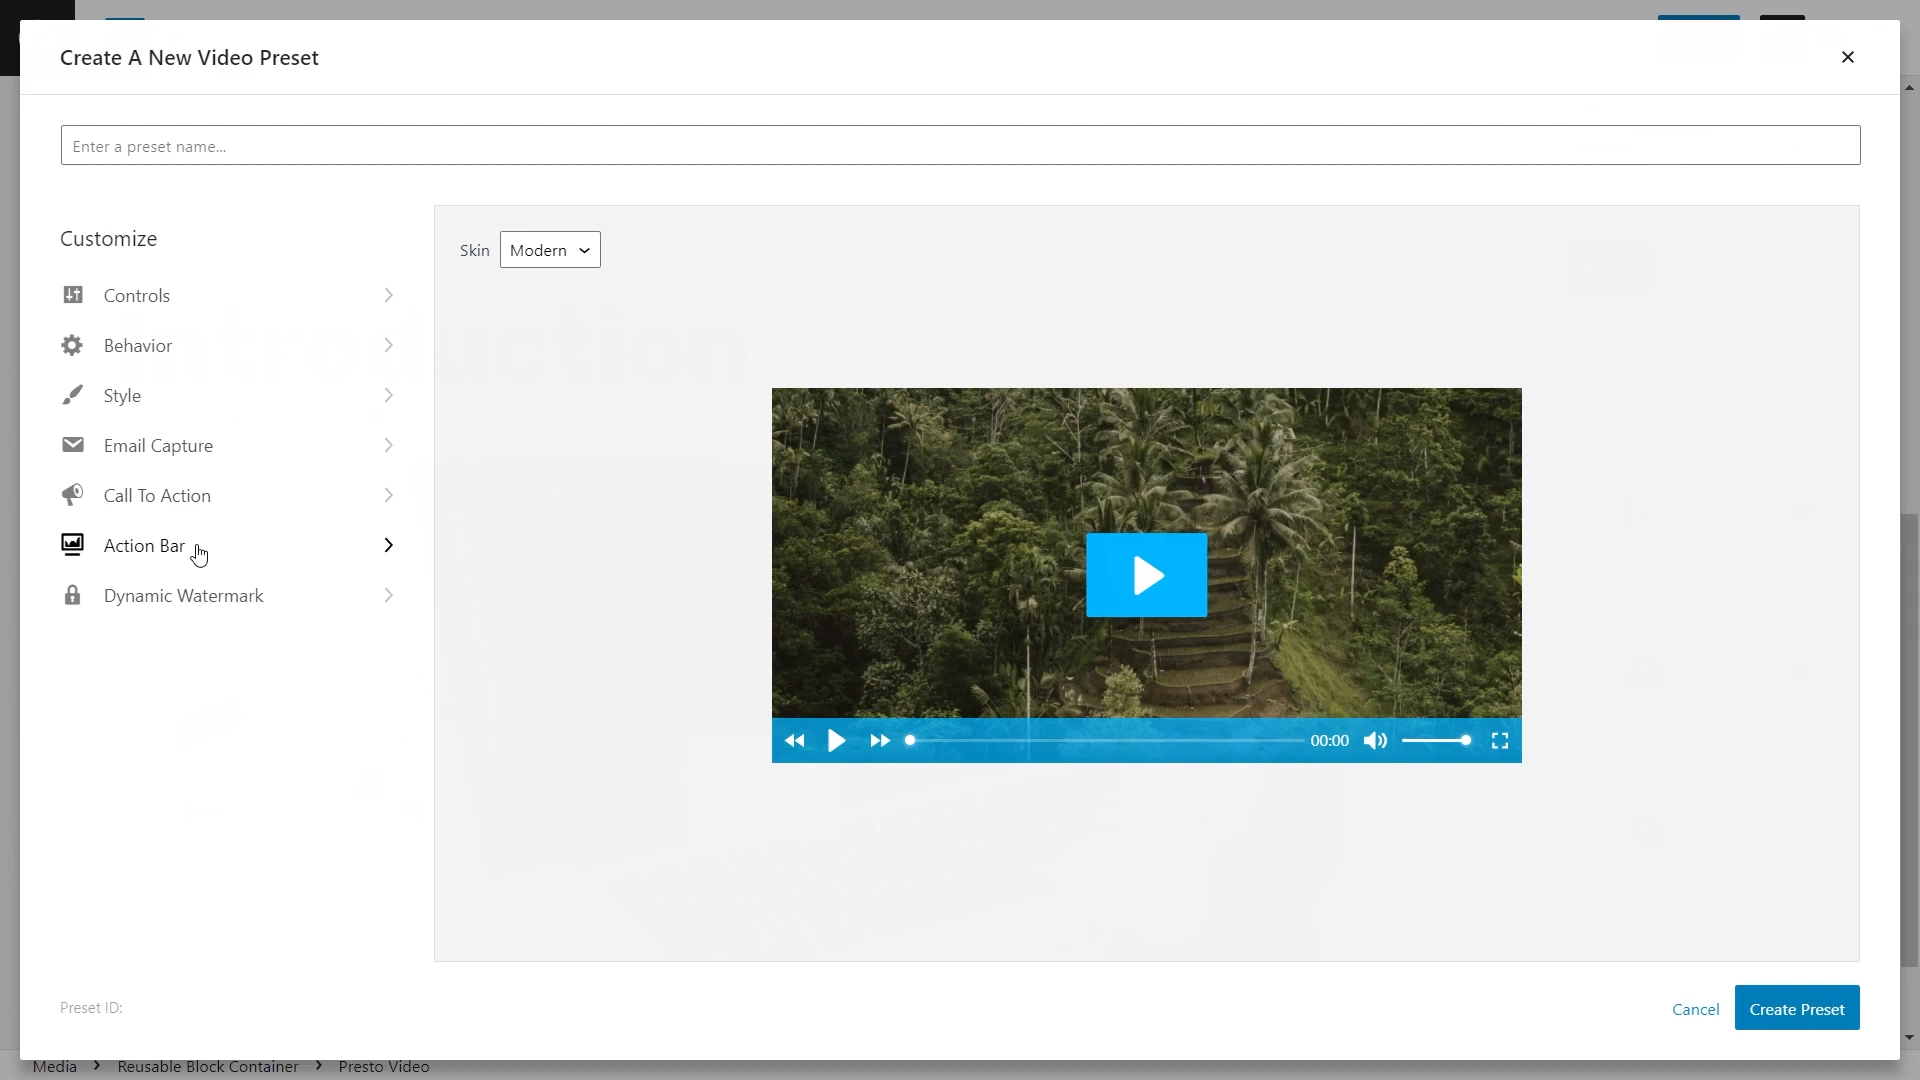 Create A New Video Preset
Enter a preset name...
Customize
Controls
Behavior
Style
Email Capture
Call To Action
Action Bar
Dynamic Watermark
Skin
Modern
Introduction
00:00
Preset ID:
Cancel
Create Preset
Media
Reusable Block Container
Presto Video